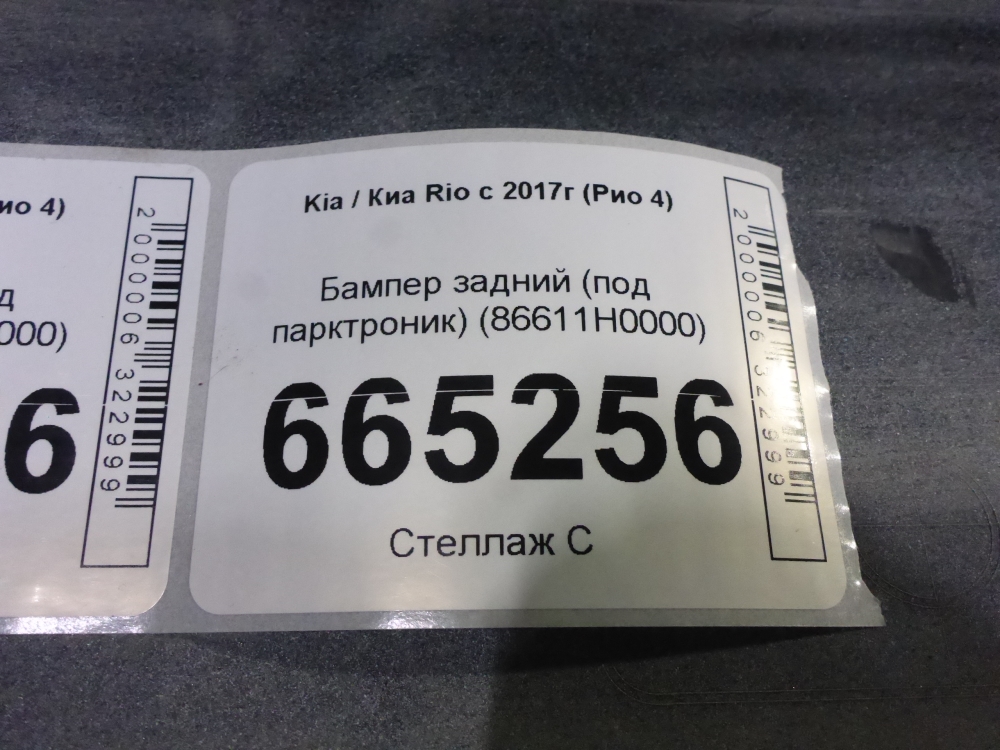 ио 4)
д
000)
6
2000006322999
Kia / Киа Rio с 2017г (Рио 4)
Бампер задний (под
парктроник) (86611H0000)
665256
Стеллаж С
2000006322999